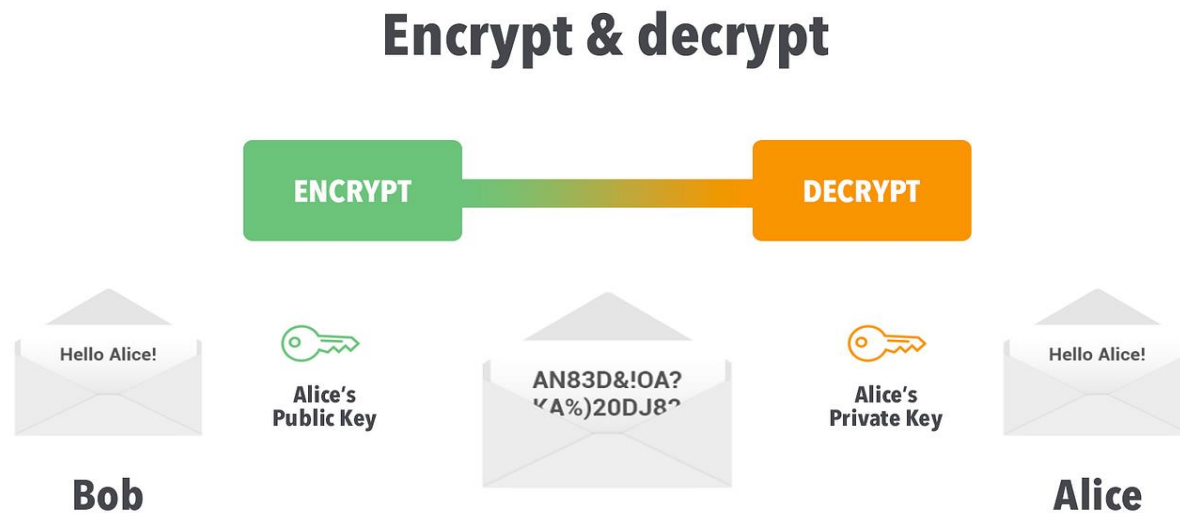 Encrypt & decrypt
ENCRYPT
DECRYPT
Hello Alice!
Alice's
Public Key
AN83D&!OA?
KA%)20DJ8?
Alice's
Private Key
Hello Alice!
Bob
Alice